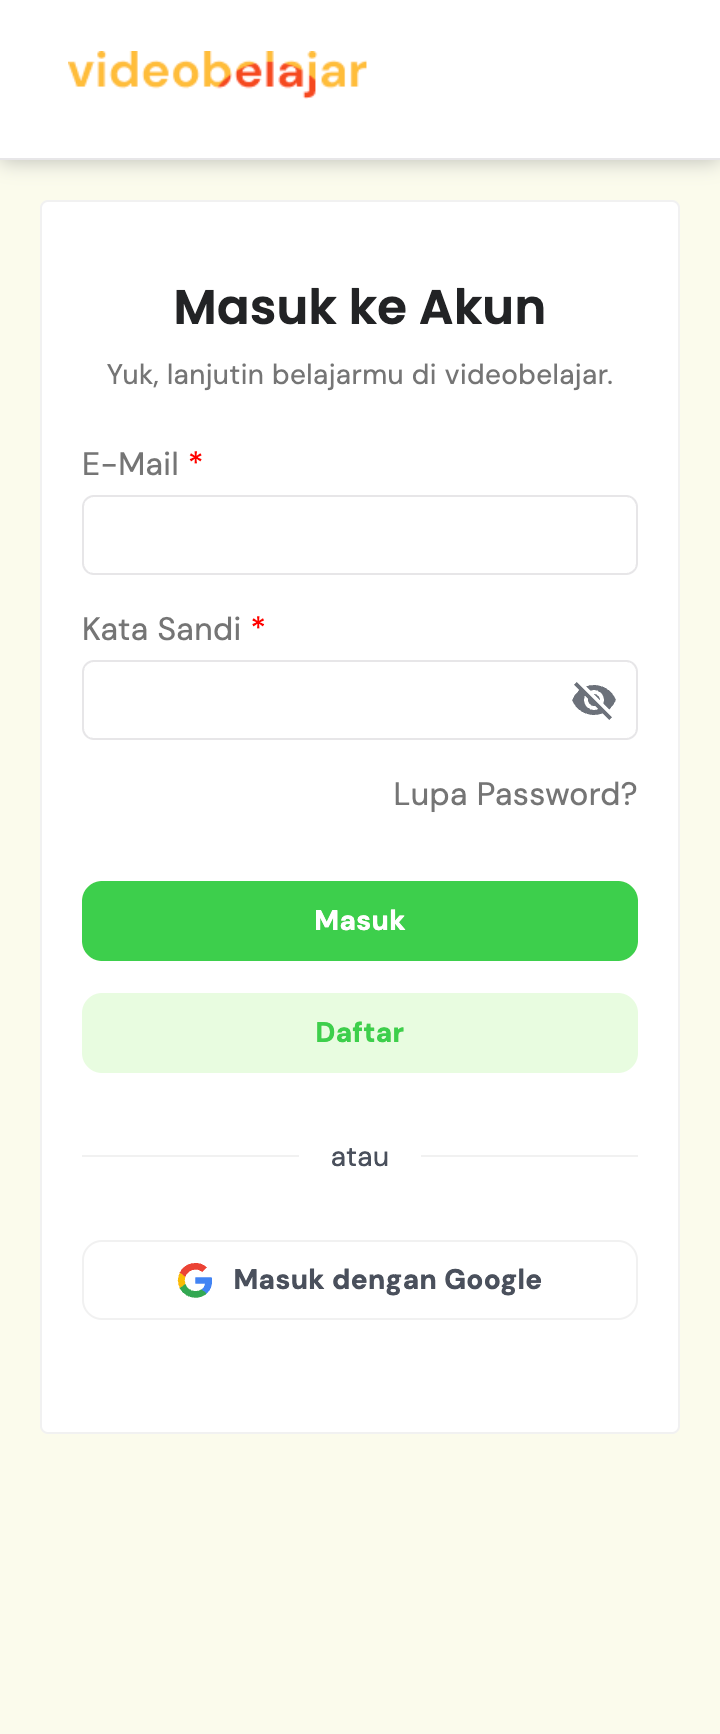 videobelajar
Masuk ke Akun
Yuk, lanjutin belajarmu di videobelajar.
E-Mail *
Kata Sandi *
Lupa Password?
Masuk
Daftar
atau
Masuk dengan Google